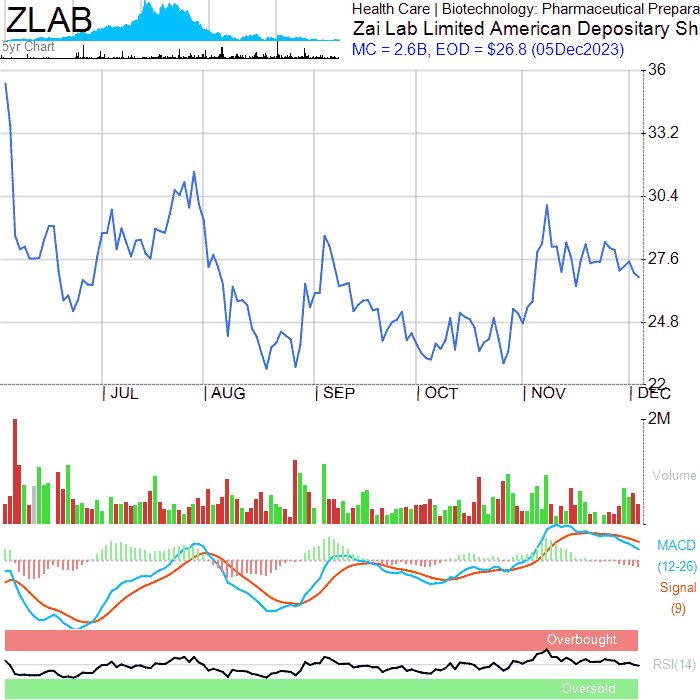 ZLAB
5yr Chart
Health Care | Biotechnology: Pharmaceutical Prepara
Zai Lab Limited American Depositary Sh
MC = 2.6B, EOD = $26.8 (05Dec2023)
36
33.2
30.4
27.6
24.8
22
JUL
AUG
SEP
OCT
NOV
DEC
2M
Volume
MACD
(12-26)
Signal
(9)
Overbought
RSI(14)
Oversold